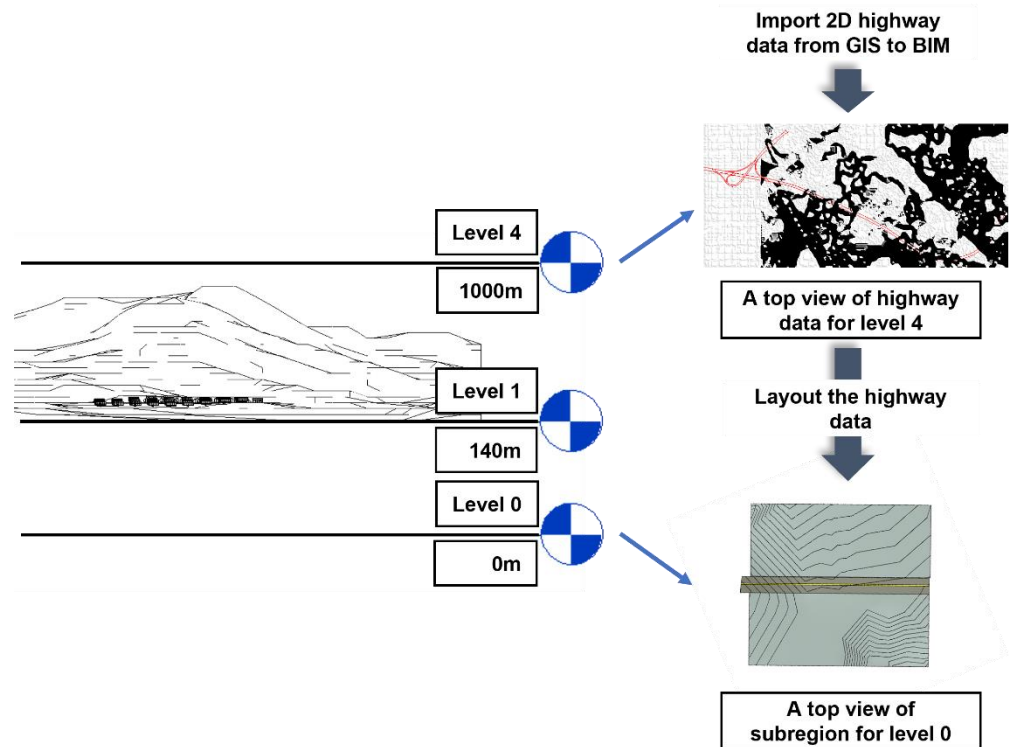 Import 2D highway
data from GIS to BIM
Level 4
1000m
A top view of highway
data for level 4
Level 1
140m
Layout the highway
data
Level 0
0m
A top view of
subregion for level 0